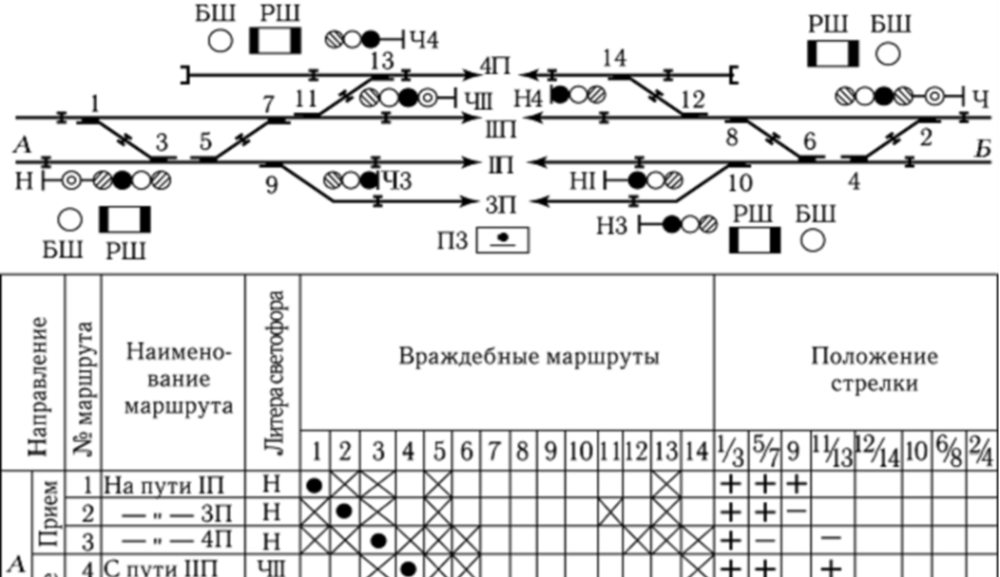 БШ РШ Ч4 РШ БШ
13 4П 14
1 7 11 ЧII Н4 12 Ч
IIП
А 3 5 8 6 2 Б
IП
Н 9 Ч3 НI 10 4
3П
БШ РШ П3 Н3 РШ БШ
Направление
№ маршрута
Наимено-
вание
маршрута
Литера светофора
Враждебные маршруты
Положение
стрелки
1 2 3 4 5 6 7 8 9 10 11 12 13 14 1/3 5/7 9 11/13 12/14 10 6/8 2/4
А
Прием
1 На пути IП Н + + +
2 — „ — 3П Н + + −
3 — „ — 4П Н + − −
4 С пути IIП ЧII + + +